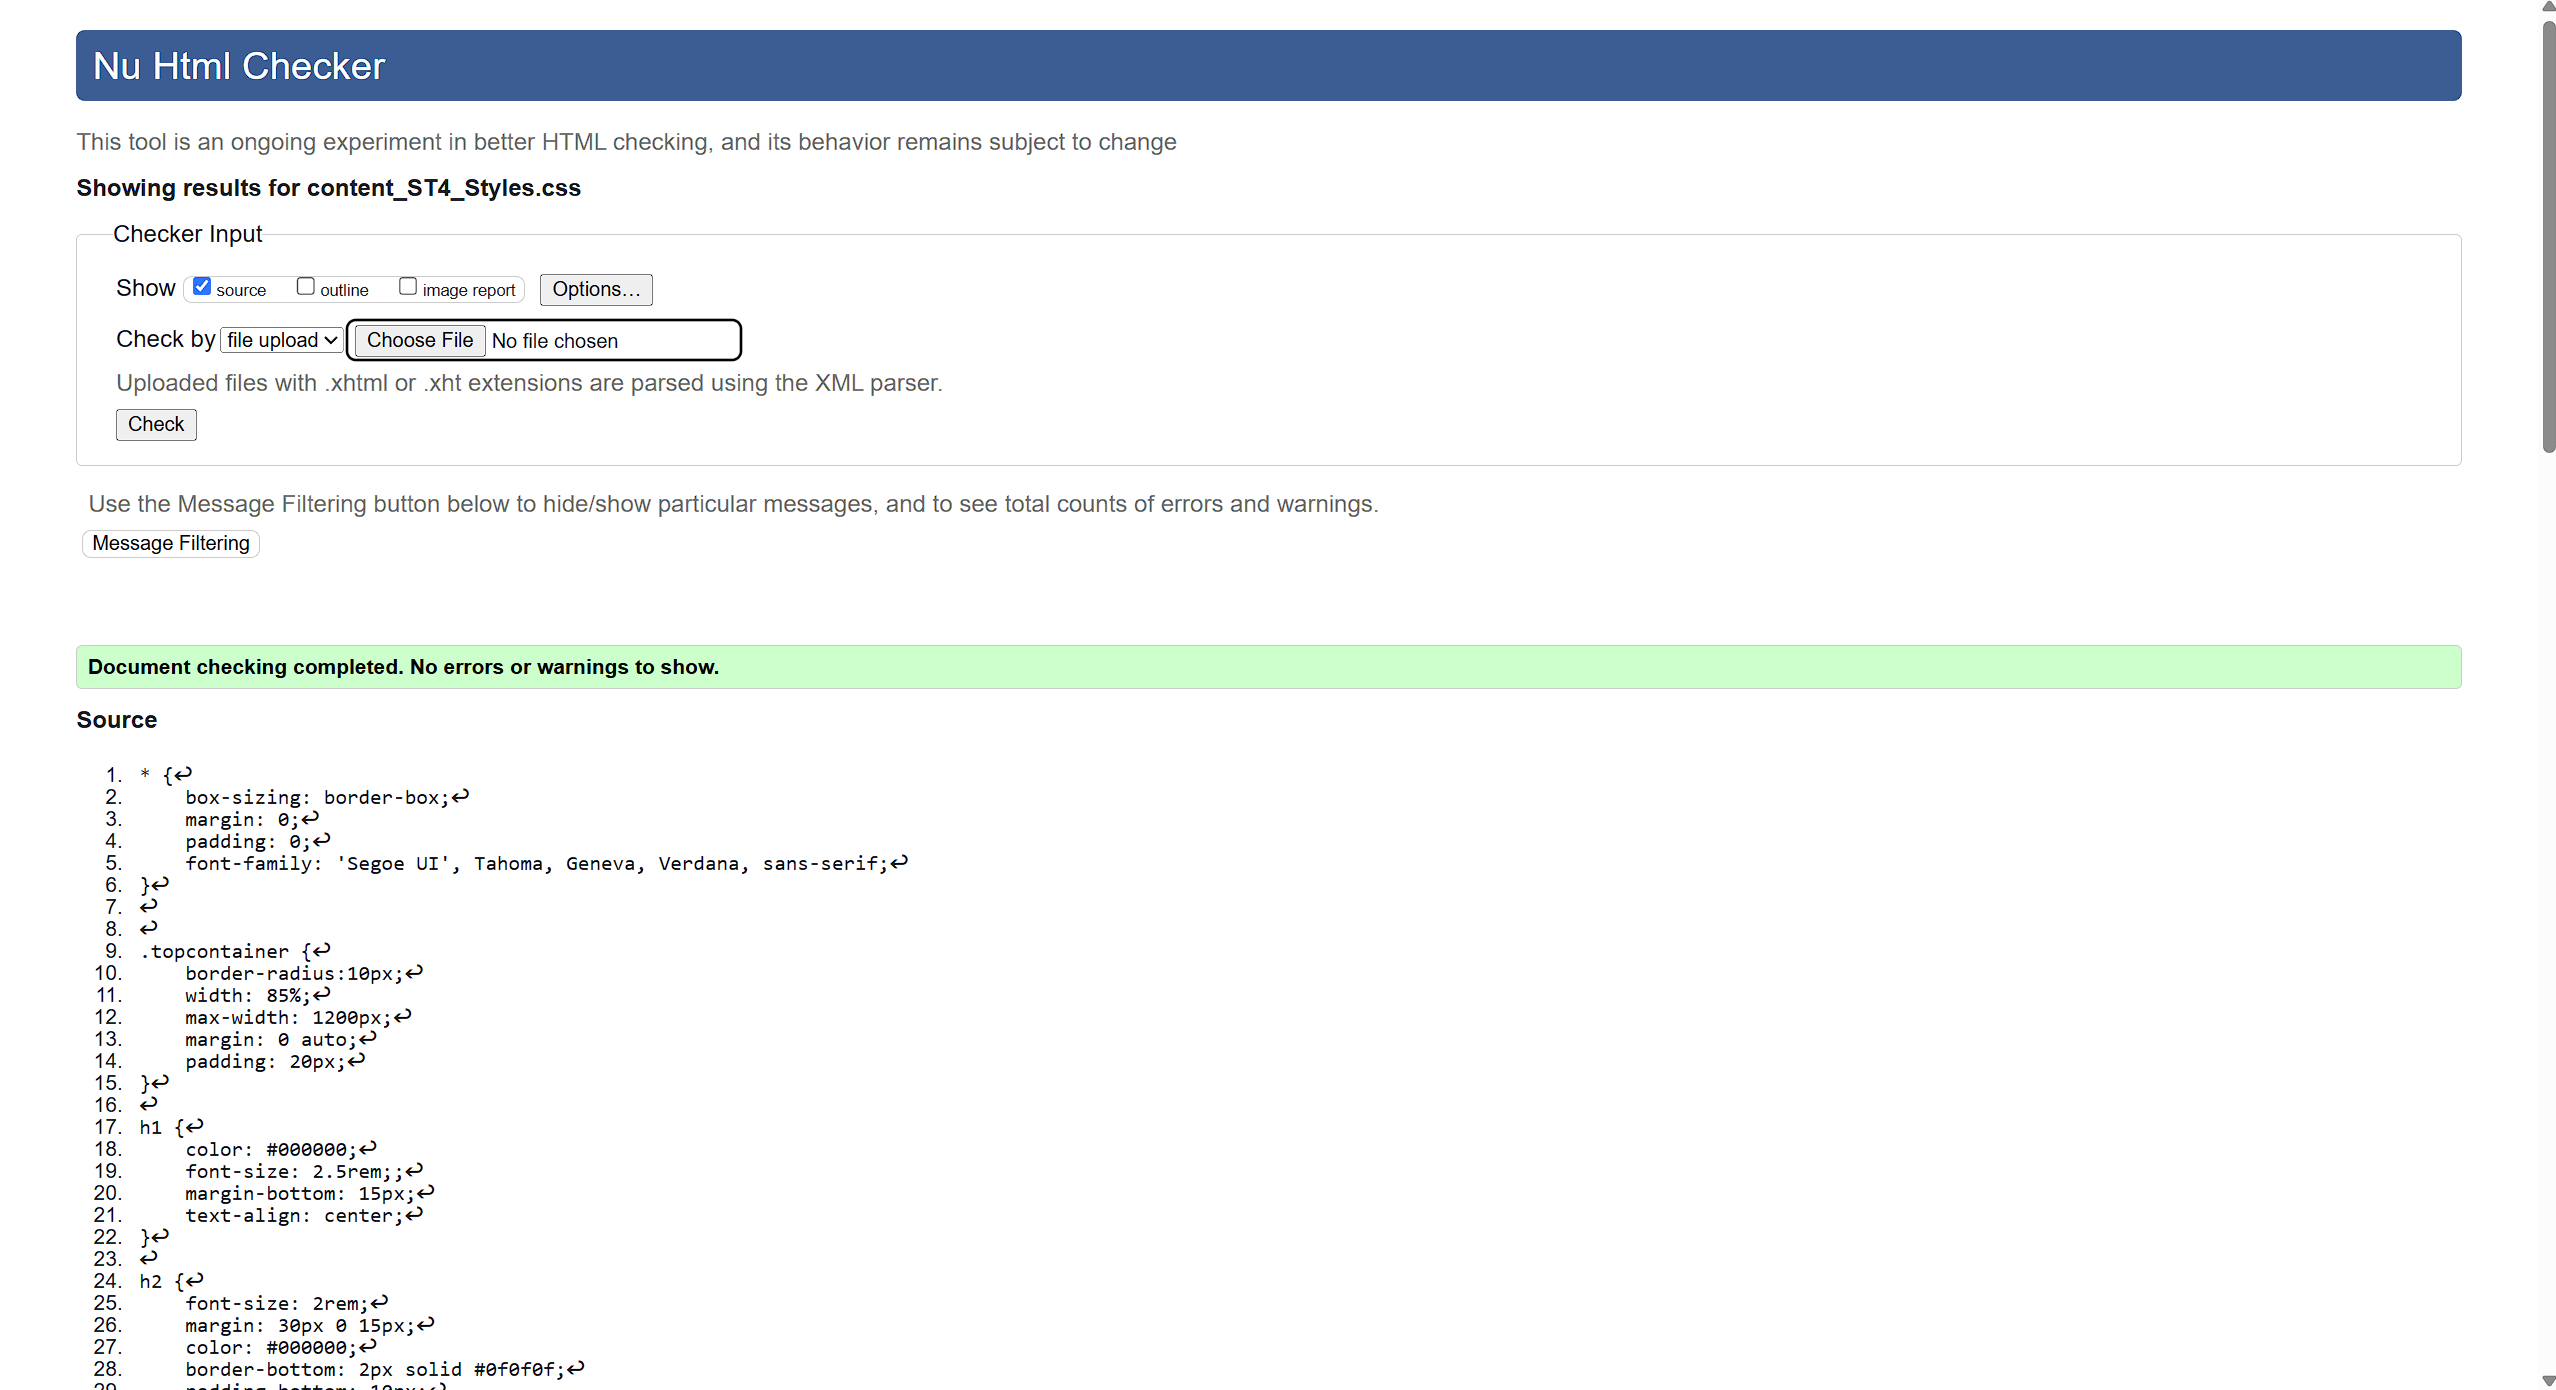 Nu Html Checker
This tool is an ongoing experiment in better HTML checking, and its behavior remains subject to change
Showing results for content_ST4_Styles.css
Checker Input
Show source outline image report Options...
Check by file upload Choose File No file chosen
Uploaded files with .xhtml or .xht extensions are parsed using the XML parser.
Check
Use the Message Filtering button below to hide/show particular messages, and to see total counts of errors and warnings.
Message Filtering
Document checking completed. No errors or warnings to show.
Source
1. * {↩
2. box-sizing: border-box;↩
3. margin: 0;↩
4. padding: 0;↩
5. font-family: 'Segoe UI', Tahoma, Geneva, Verdana, sans-serif;↩
6. }↩
7. ↩
8. ↩
9. .topcontainer {↩
10. border-radius:10px;↩
11. width: 85%;↩
12. max-width: 1200px;↩
13. margin: 0 auto;↩
14. padding: 20px;↩
15. }↩
16. ↩
17. h1 {↩
18. color: #000000;↩
19. font-size: 2.5rem;;↩
20. margin-bottom: 15px;↩
21. text-align: center;↩
22. }↩
23. ↩
24. h2 {↩
25. font-size: 2rem;↩
26. margin: 30px 0 15px;↩
27. color: #000000;↩
28. border-bottom: 2px solid #0f0f0f;↩